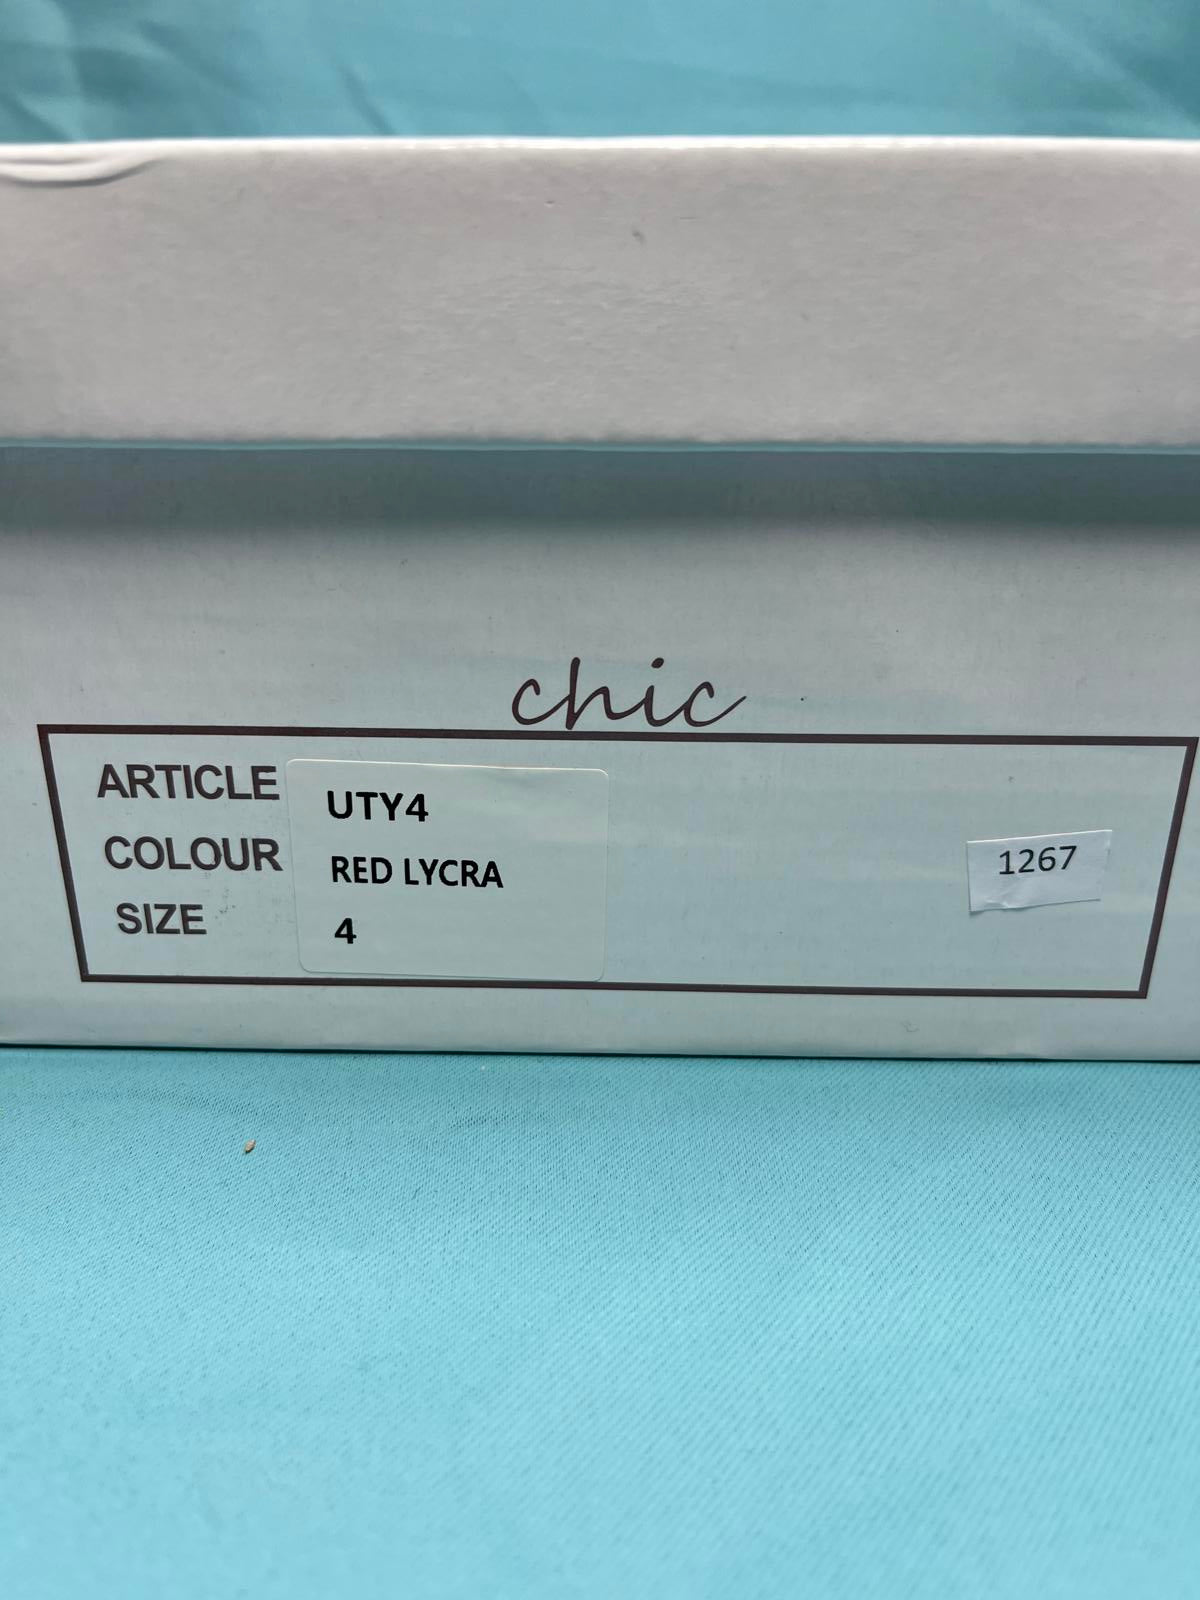 chic
ARTICLE UTY4
COLOUR RED LYCRA
SIZE 4
1267